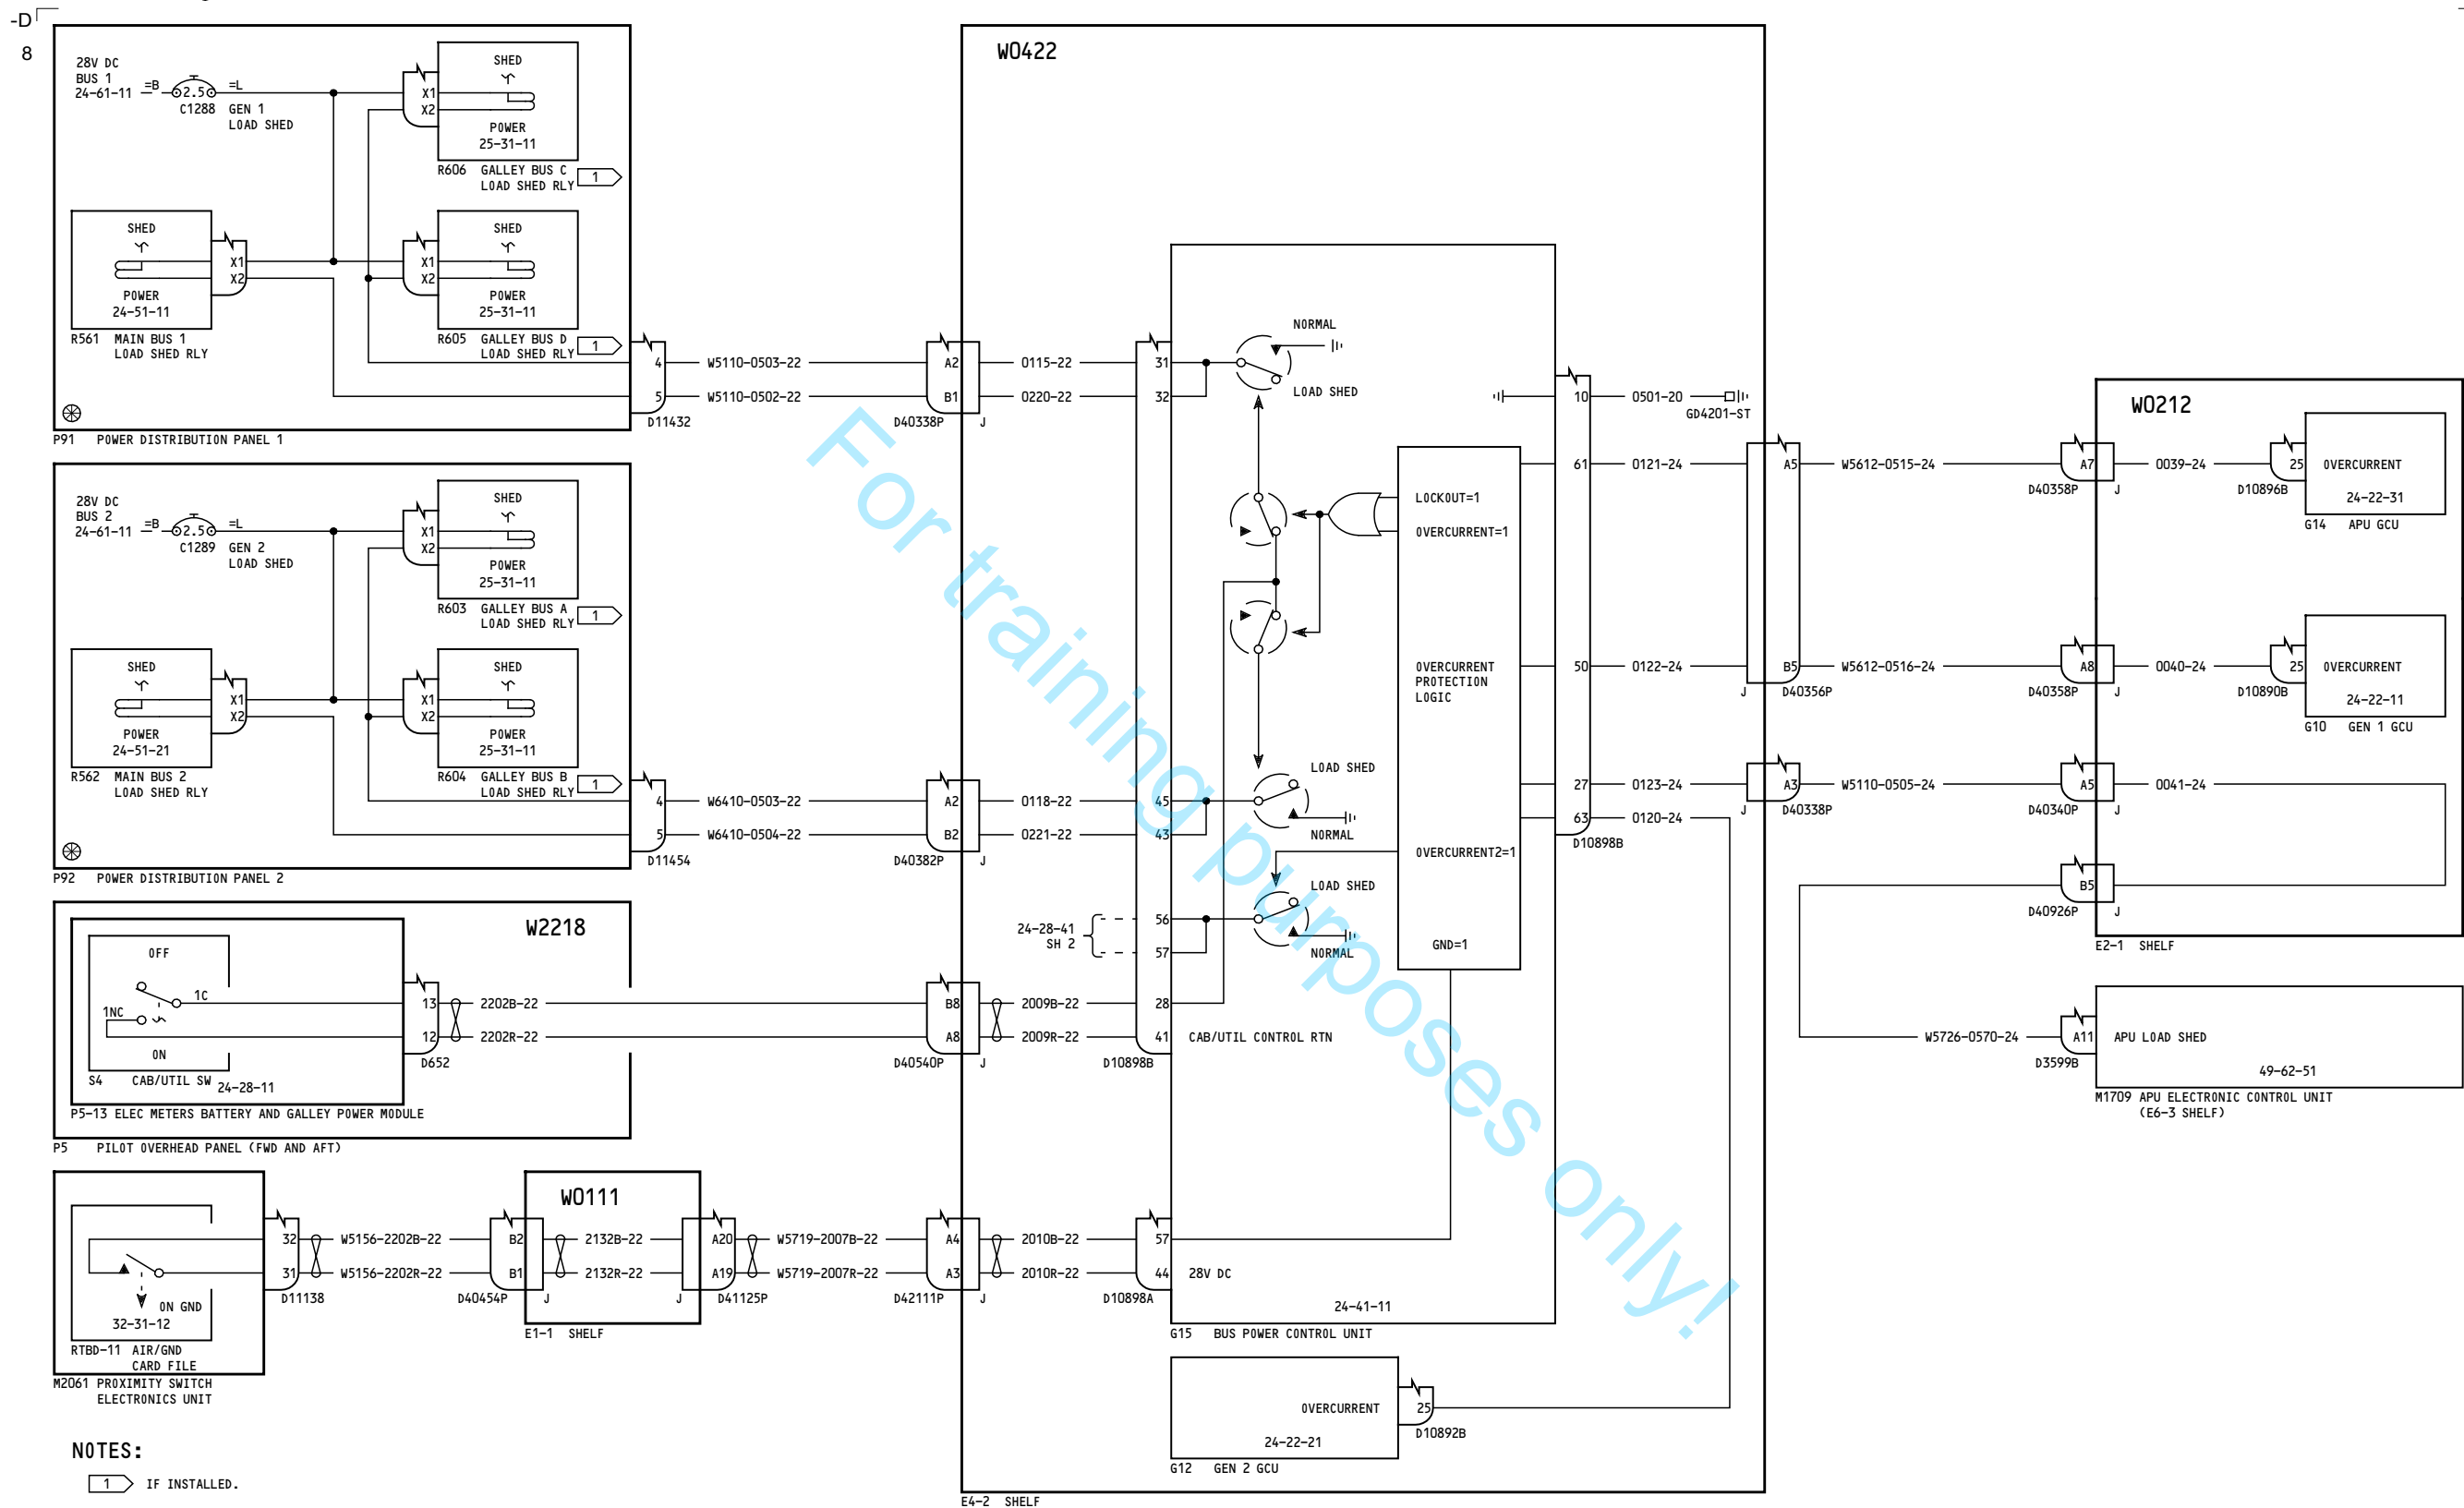 -D
8
28V DC
BUS 1
24-61-11
=B
2.5
=L
C1288
GEN 1
LOAD SHED
X1
X2
SHED
POWER
25-31-11
R606 GALLEY BUS C
LOAD SHED RLY
1
SHED
POWER
24-51-11
X1
X2
R561 MAIN BUS 1
LOAD SHED RLY
X1
X2
SHED
POWER
25-31-11
R605 GALLEY BUS D
LOAD SHED RLY
1
4
5
D11432
P91 POWER DISTRIBUTION PANEL 1
W5110-0503-22
W5110-0502-22
A2
B1
D40338P
J
28V DC
BUS 2
24-61-11
=B
2.5
=L
C1289
GEN 2
LOAD SHED
X1
X2
SHED
POWER
25-31-11
R603 GALLEY BUS A
LOAD SHED RLY
1
SHED
POWER
24-51-21
X1
X2
R562 MAIN BUS 2
LOAD SHED RLY
X1
X2
SHED
POWER
25-31-11
R604 GALLEY BUS B
LOAD SHED RLY
1
4
5
D11454
P92 POWER DISTRIBUTION PANEL 2
W6410-0503-22
W6410-0504-22
A2
B2
D40382P
J
W2218
OFF
1C
1NC
ON
S4 CAB/UTIL SW
24-28-11
13
12
D652
P5-13 ELEC METERS BATTERY AND GALLEY POWER MODULE
P5 PILOT OVERHEAD PANEL (FWD AND AFT)
2202B-22
2202R-22
B8
A8
D40540P
J
ON GND
32-31-12
RTBD-11 AIR/GND
CARD FILE
M2061 PROXIMITY SWITCH
ELECTRONICS UNIT
32
31
D11138
W5156-2202B-22
W5156-2202R-22
B2
B1
D40454P
J
W0111
2132B-22
2132R-22
E1-1 SHELF
J
A20
A19
D41125P
W5719-2007B-22
W5719-2007R-22
A4
A3
D42111P
J
W0422
0115-22
0220-22
31
32
NORMAL
LOAD SHED
0118-22
0221-22
45
43
LOAD SHED
NORMAL
24-28-41
SH 2
56
57
LOAD SHED
NORMAL
2009B-22
2009R-22
28
41
D10898B
CAB/UTIL CONTROL RTN
2010B-22
2010R-22
57
44
D10898A
28V DC
LOCKOUT=1
OVERCURRENT=1
OVERCURRENT
PROTECTION
LOGIC
OVERCURRENT2=1
GND=1
24-41-11
G15 BUS POWER CONTROL UNIT
10
61
50
27
63
D10898B
0501-20
GD4201-ST
0121-24
0122-24
0123-24
0120-24
OVERCURRENT
24-22-21
25
D10892B
G12 GEN 2 GCU
E4-2 SHELF
A5
B5
J
D40356P
A3
J
D40338P
W5612-0515-24
W5612-0516-24
W5110-0505-24
W0212
A7
D40358P
J
0039-24
25
D10896B
OVERCURRENT
24-22-31
G14 APU GCU
A8
D40358P
J
0040-24
25
D10890B
OVERCURRENT
24-22-11
G10 GEN 1 GCU
A5
D40340P
J
0041-24
B5
D40926P
J
E2-1 SHELF
W5726-0570-24
A11
D3599B
APU LOAD SHED
49-62-51
M1709 APU ELECTRONIC CONTROL UNIT
(E6-3 SHELF)
NOTES:
1 IF INSTALLED.
For training purposes only!